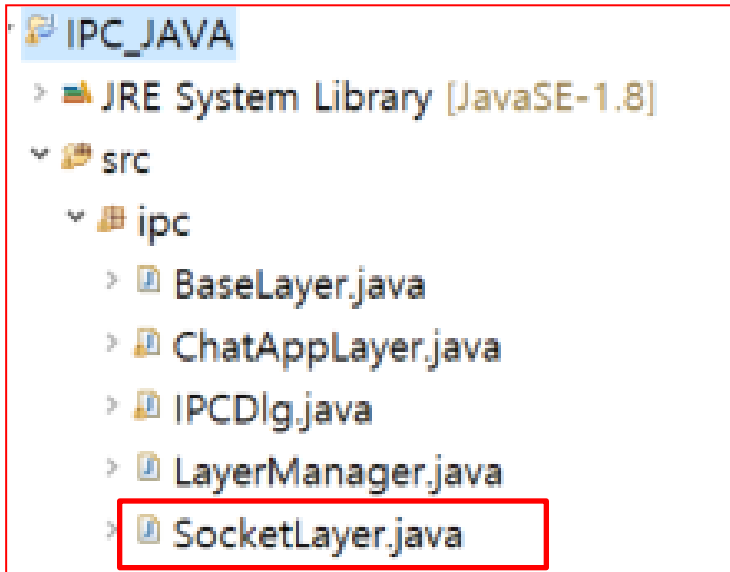 IPC_JAVA
JRE System Library [JavaSE-1.8]
src
ipc
BaseLayer.java
ChatAppLayer.java
IPCDlg.java
LayerManager.java
SocketLayer.java